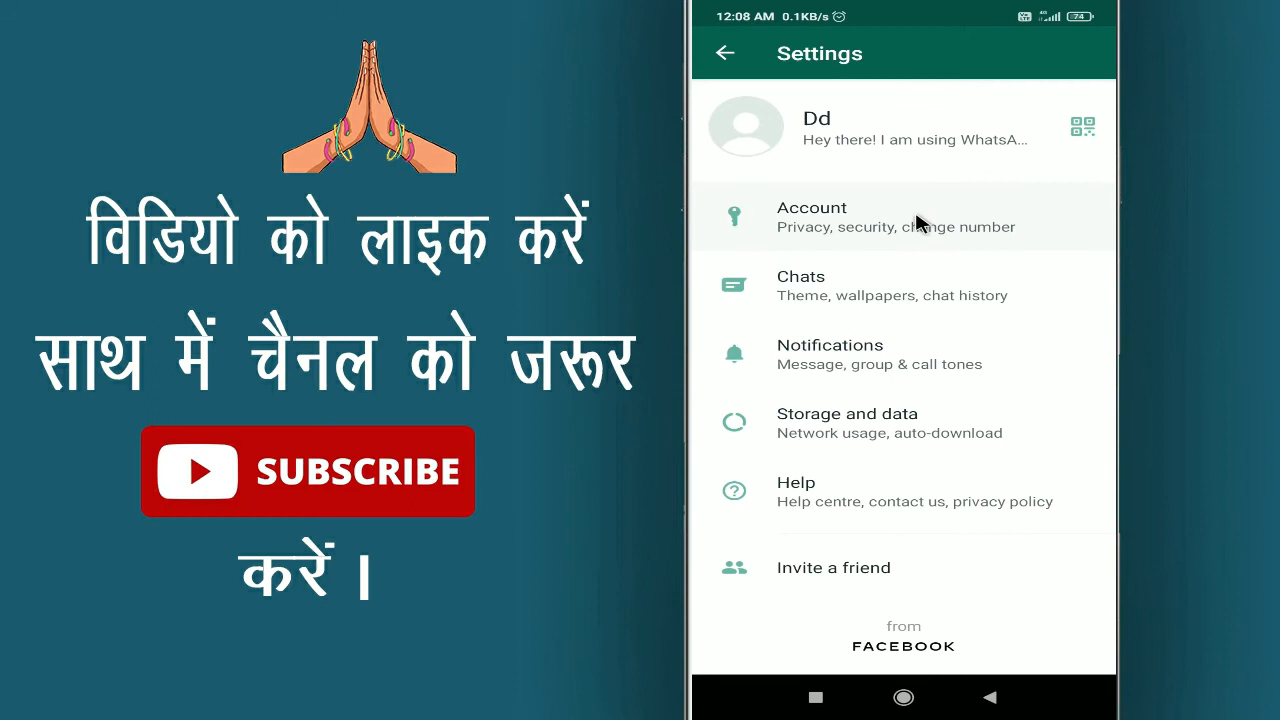 विडियो को लाइक करें
साथ में चैनल को जरूर
SUBSCRIBE
करें।
12:08 AM 0.1KB/s
4G
74
Settings
Dd
Hey there! I am using WhatsA...
Account
Privacy, security, change number
Chats
Theme, wallpapers, chat history
Notifications
Message, group & call tones
Storage and data
Network usage, auto-download
Help
Help centre, contact us, privacy policy
Invite a friend
from
FACEBOOK